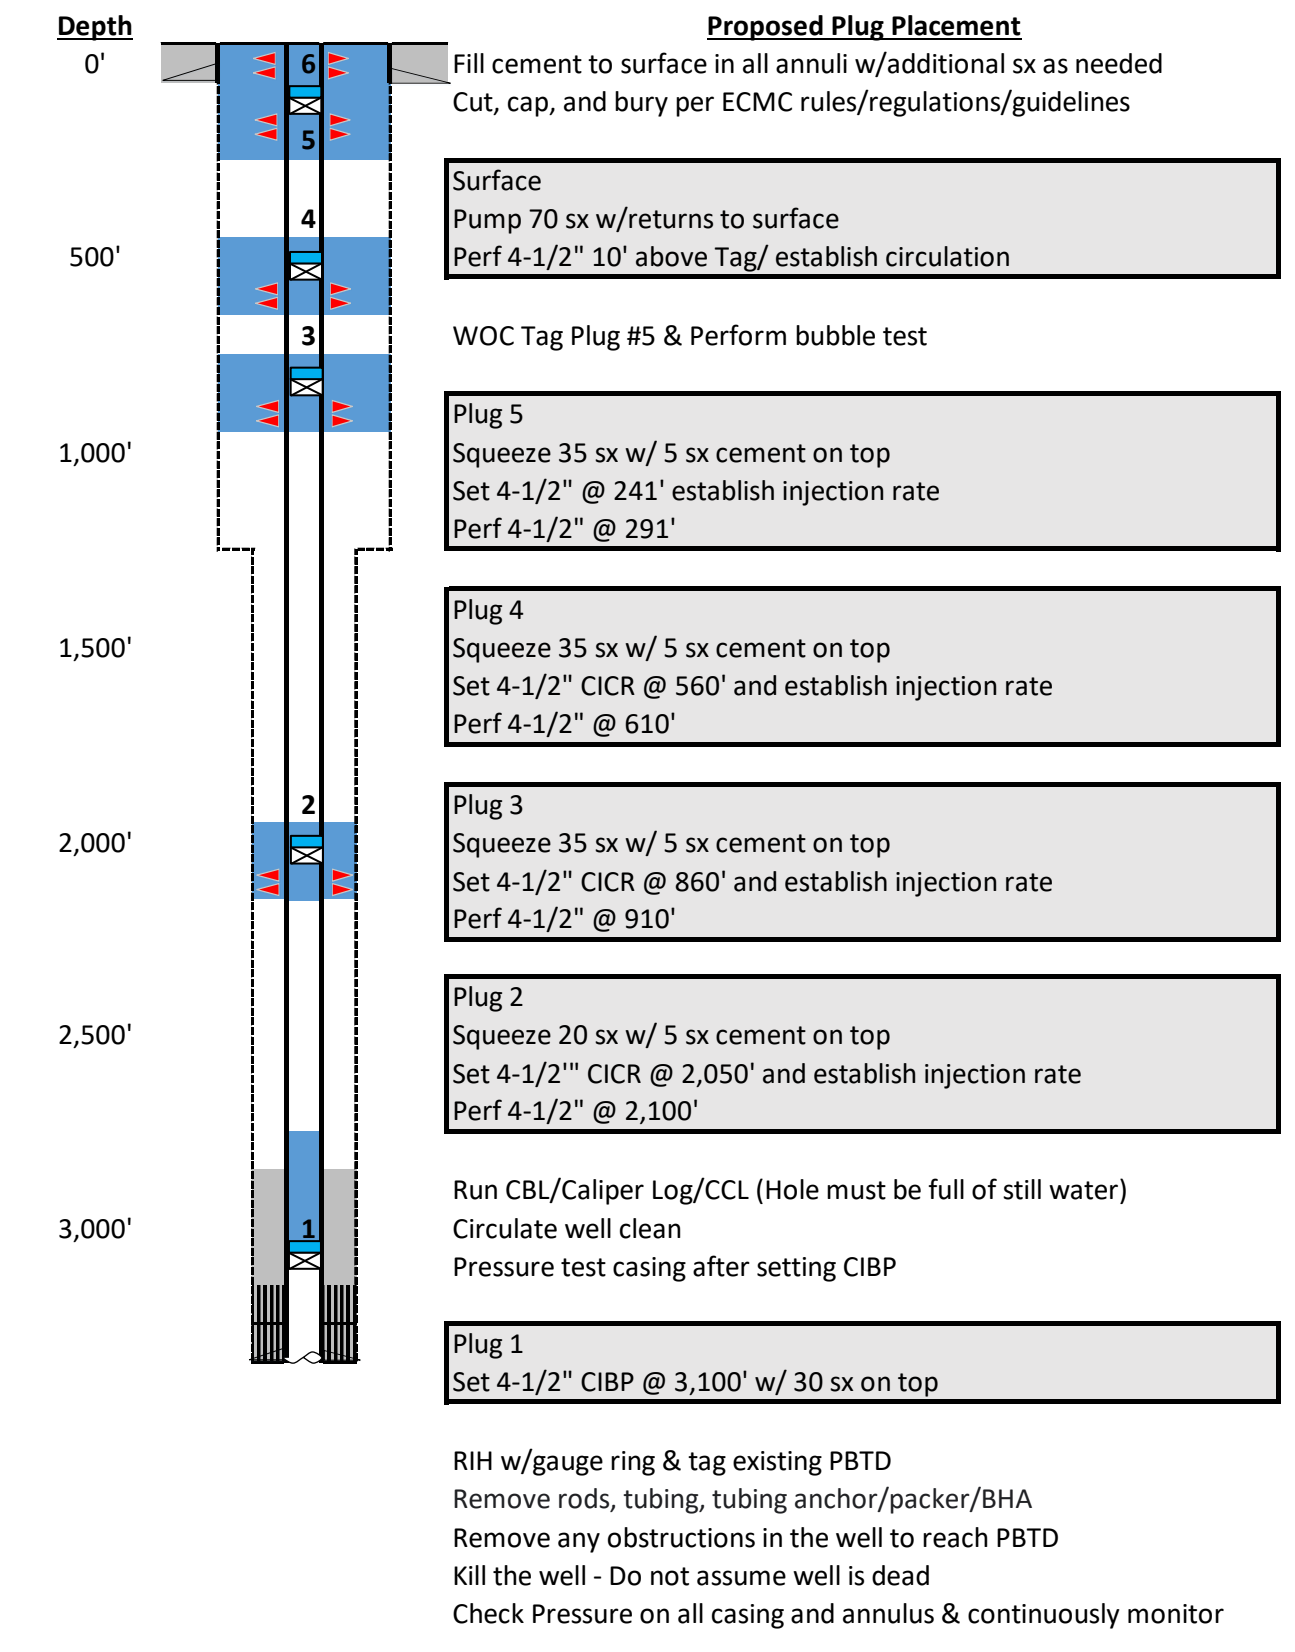 Depth
Proposed Plug Placement
0'
6
Fill cement to surface in all annuli w/additional sx as needed
Cut, cap, and bury per ECMC rules/regulations/guidelines
5
Surface
4
Pump 70 sx w/returns to surface
500'
Perf 4-1/2" 10' above Tag/ establish circulation
3
WOC Tag Plug #5 & Perform bubble test
Plug 5
1,000'
Squeeze 35 sx w/ 5 sx cement on top
Set 4-1/2" @ 241' establish injection rate
Perf 4-1/2" @ 291'
Plug 4
1,500'
Squeeze 35 sx w/ 5 sx cement on top
Set 4-1/2" CICR @ 560' and establish injection rate
Perf 4-1/2" @ 610'
2
Plug 3
2,000'
Squeeze 35 sx w/ 5 sx cement on top
Set 4-1/2" CICR @ 860' and establish injection rate
Perf 4-1/2" @ 910'
Plug 2
2,500'
Squeeze 20 sx w/ 5 sx cement on top
Set 4-1/2'" CICR @ 2,050' and establish injection rate
Perf 4-1/2" @ 2,100'
Run CBL/Caliper Log/CCL (Hole must be full of still water)
3,000'
1
Circulate well clean
Pressure test casing after setting CIBP
Plug 1
Set 4-1/2" CIBP @ 3,100' w/ 30 sx on top
RIH w/gauge ring & tag existing PBTD
Remove rods, tubing, tubing anchor/packer/BHA
Remove any obstructions in the well to reach PBTD
Kill the well - Do not assume well is dead
Check Pressure on all casing and annulus & continuously monitor